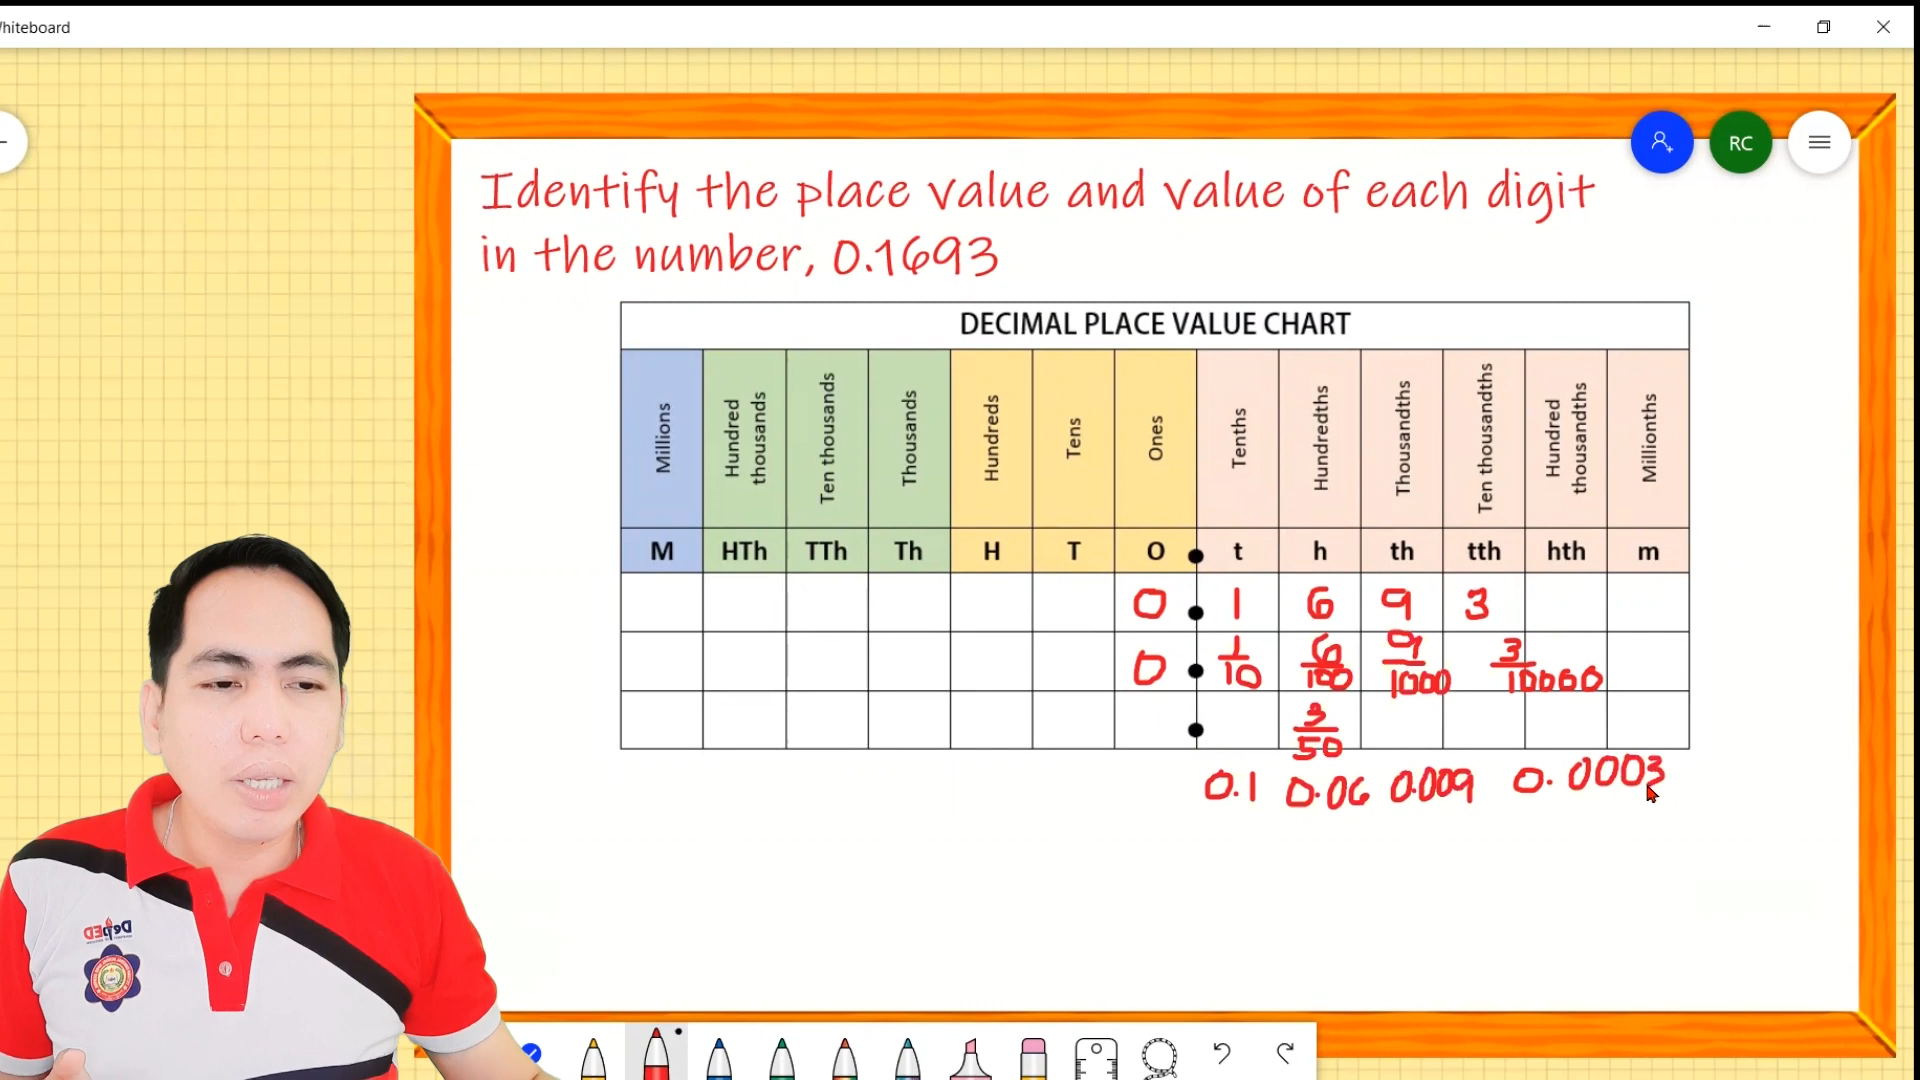 Whiteboard
RC
Identify the place value and value of each digit
in the number, 0.1693
DECIMAL PLACE VALUE CHART
Millions Hundred thousands Ten thousands Thousands Hundreds Tens Ones Tenths Hundredths Thousandths Ten thousandths Hundred thousandths Millionths
M HTh TTh Th H T O . t h th tth hth m
0 . 1 6 9 3
0 . 1/10 6/100 9/1000 3/10000
. 3/50
0.1 0.06 0.009 0.0003
DepED